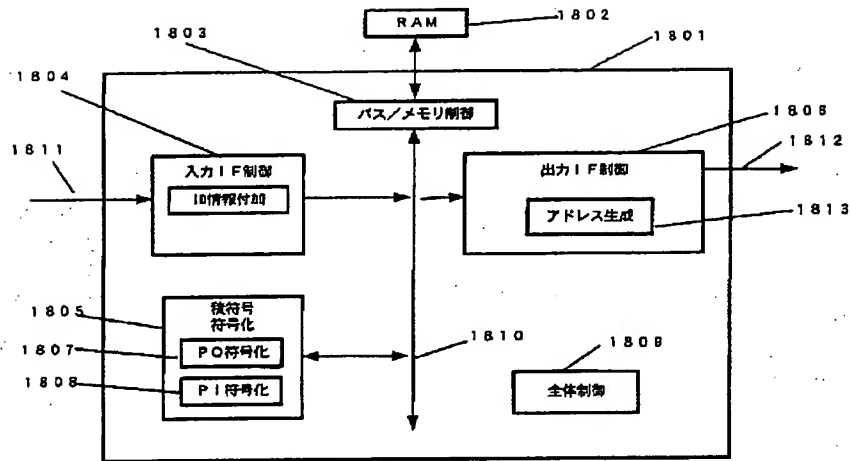 RAM
1802
1803
1801
1804
バス/メモリ制御
1806
1812
1811
入力IF制御
ID情報付加
出力IF制御
アドレス生成
1813
1805
積符号
符号化
1807
PO符号化
1808
PI符号化
1810
1809
全体制御